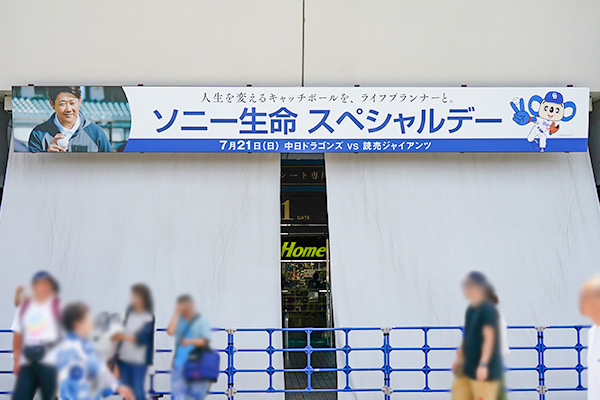 人生を変えるキャッチボールを、ライフプランナーと。
ソニー生命 スペシャルデー
7月21日(日) 中日ドラゴンズ vs 読売ジャイアンツ
1
GATE
Home